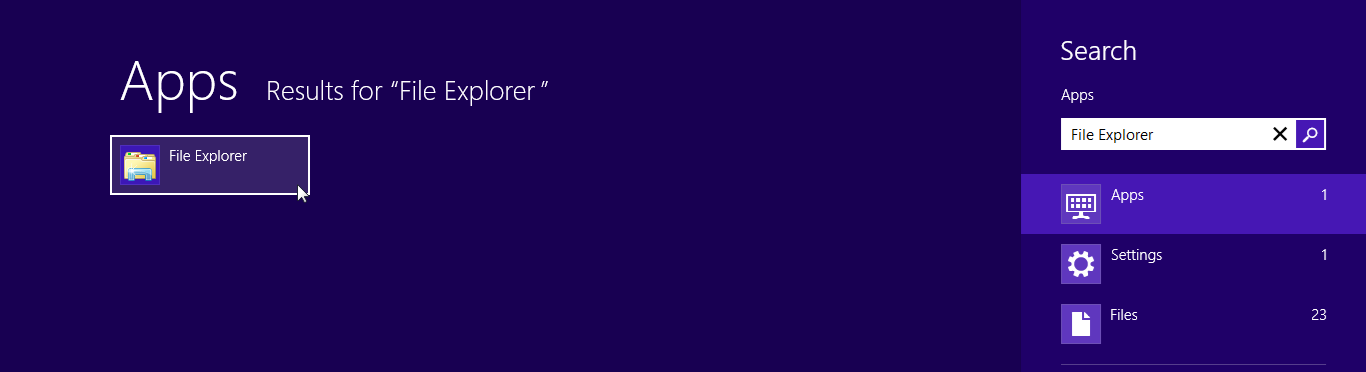 Apps Results for “File Explorer ”
File Explorer
Search
Apps
File Explorer
Apps 1
Settings 1
Files 23